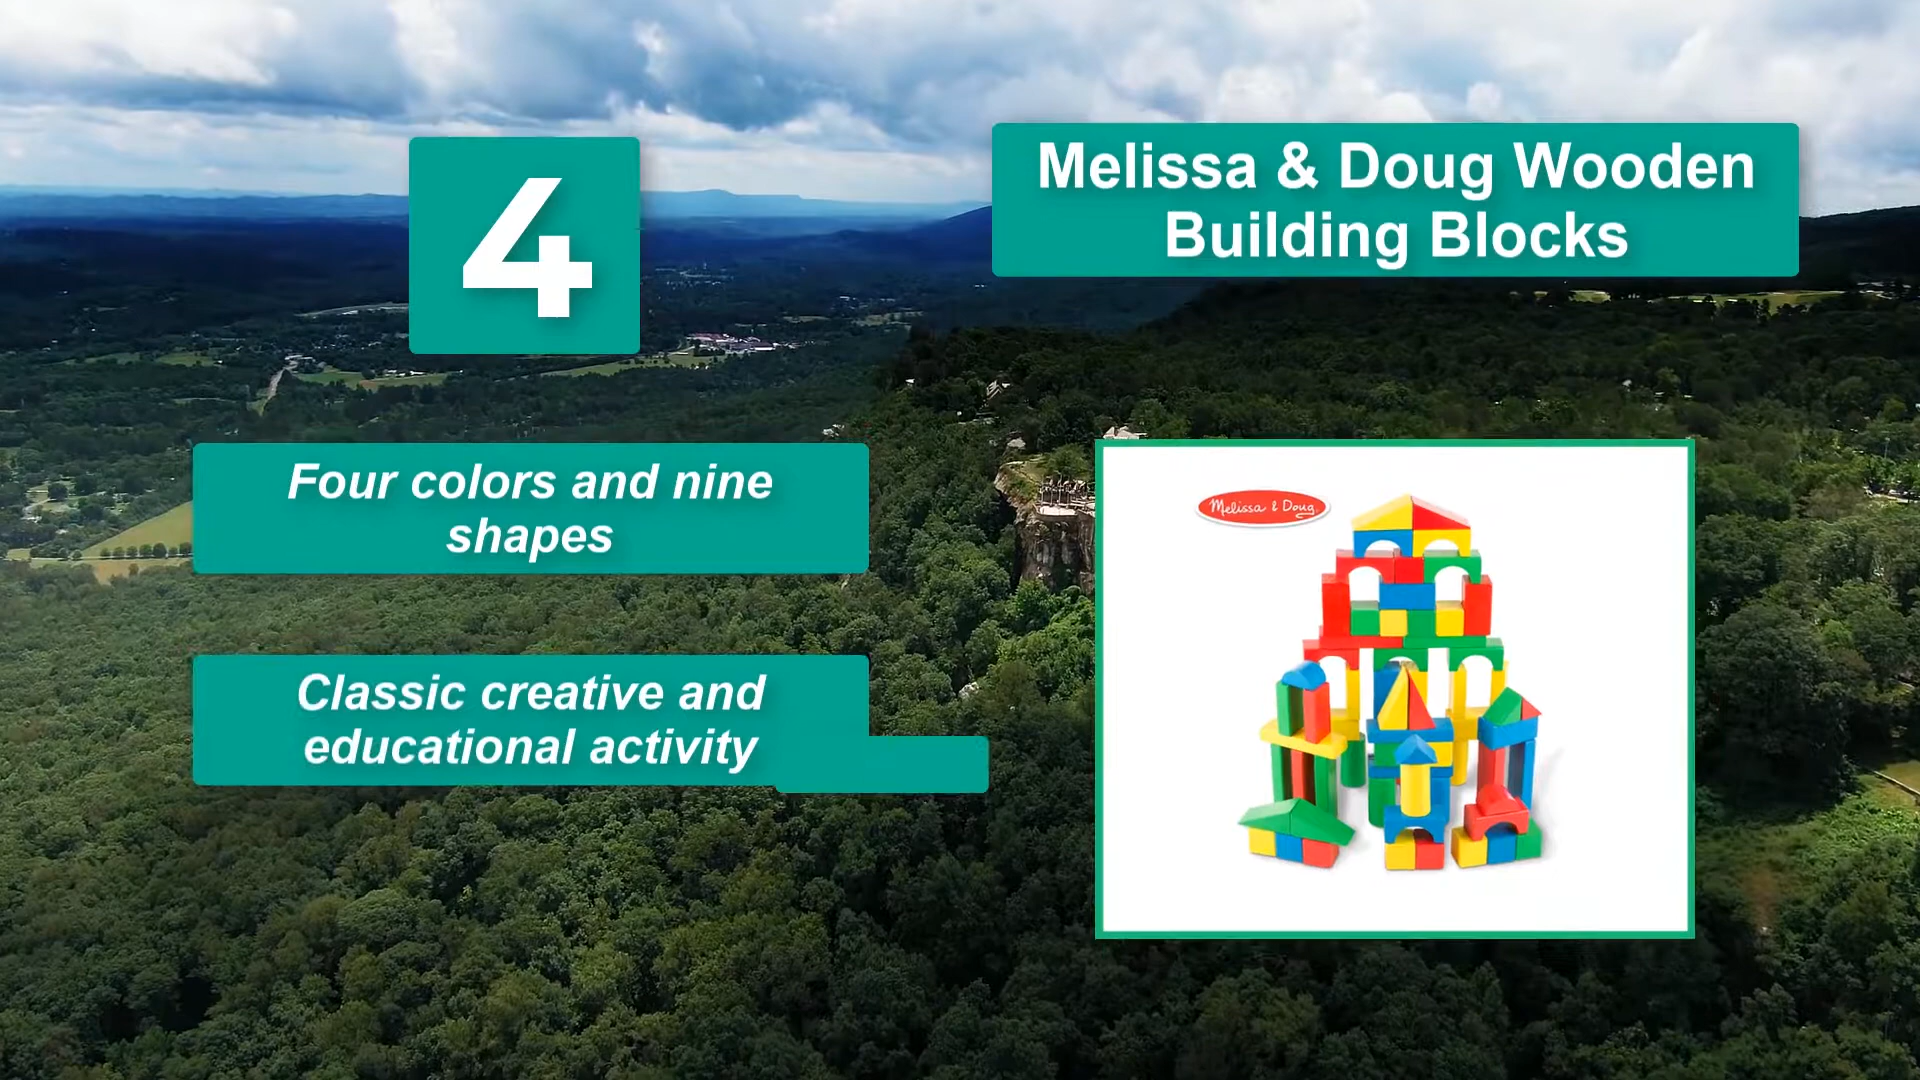 4
Melissa & Doug Wooden
Building Blocks
Four colors and nine
shapes
Classic creative and
educational activity
Melissa & Doug